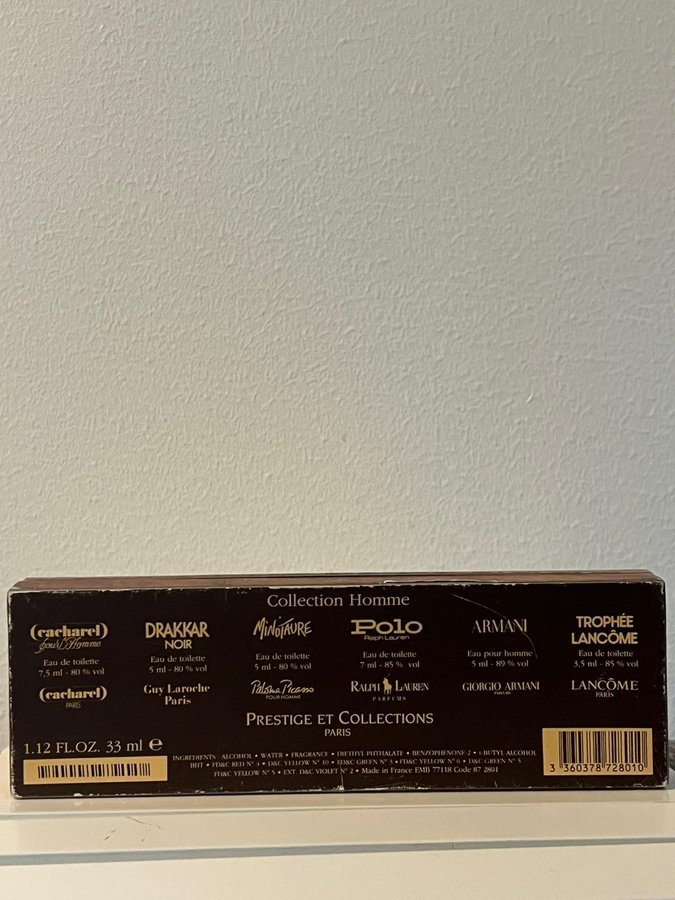 Collection Homme
(cacharel)
pour l'Homme
Eau de toilette
7,5 ml - 80 % vol
(cacharel)
PARIS
DRAKKAR
NOIR
Eau de toilette
5 ml - 80 % vol
Guy Laroche
Paris
MINOTAURE
Eau de toilette
5 ml - 80 % vol
Paloma Picasso
POUR HOMME
Polo
Ralph Lauren
Eau de toilette
7 ml - 85 % vol
RALPH LAUREN
PARFUMS
ARMANI
Eau pour homme
5 ml - 89 % vol
GIORGIO ARMANI
PARFUMS
TROPHÉE
LANCÔME
Eau de toilette
3.5 ml - 85 % vol
LANCÔME
PARIS
PRESTIGE ET COLLECTIONS
PARIS
1.12 FL.OZ. 33 ml ℮
INGREDIENTS : ALCOHOL • WATER • FRAGRANCE • DIETHYL PHTHALATE • BENZOPHENONE-2 • t-BUTYL ALCOHOL
BHT • FD&C RED N° 4 • D&C YELLOW N° 10 • FD&C GREEN N° 3 • FD&C YELLOW N° 6 • D&C GREEN N° 5
FD&C YELLOW N° 5 • EXT. D&C VIOLET N° 2 • Made in France EMB 77118 Code 87 2801
3 360378 728010